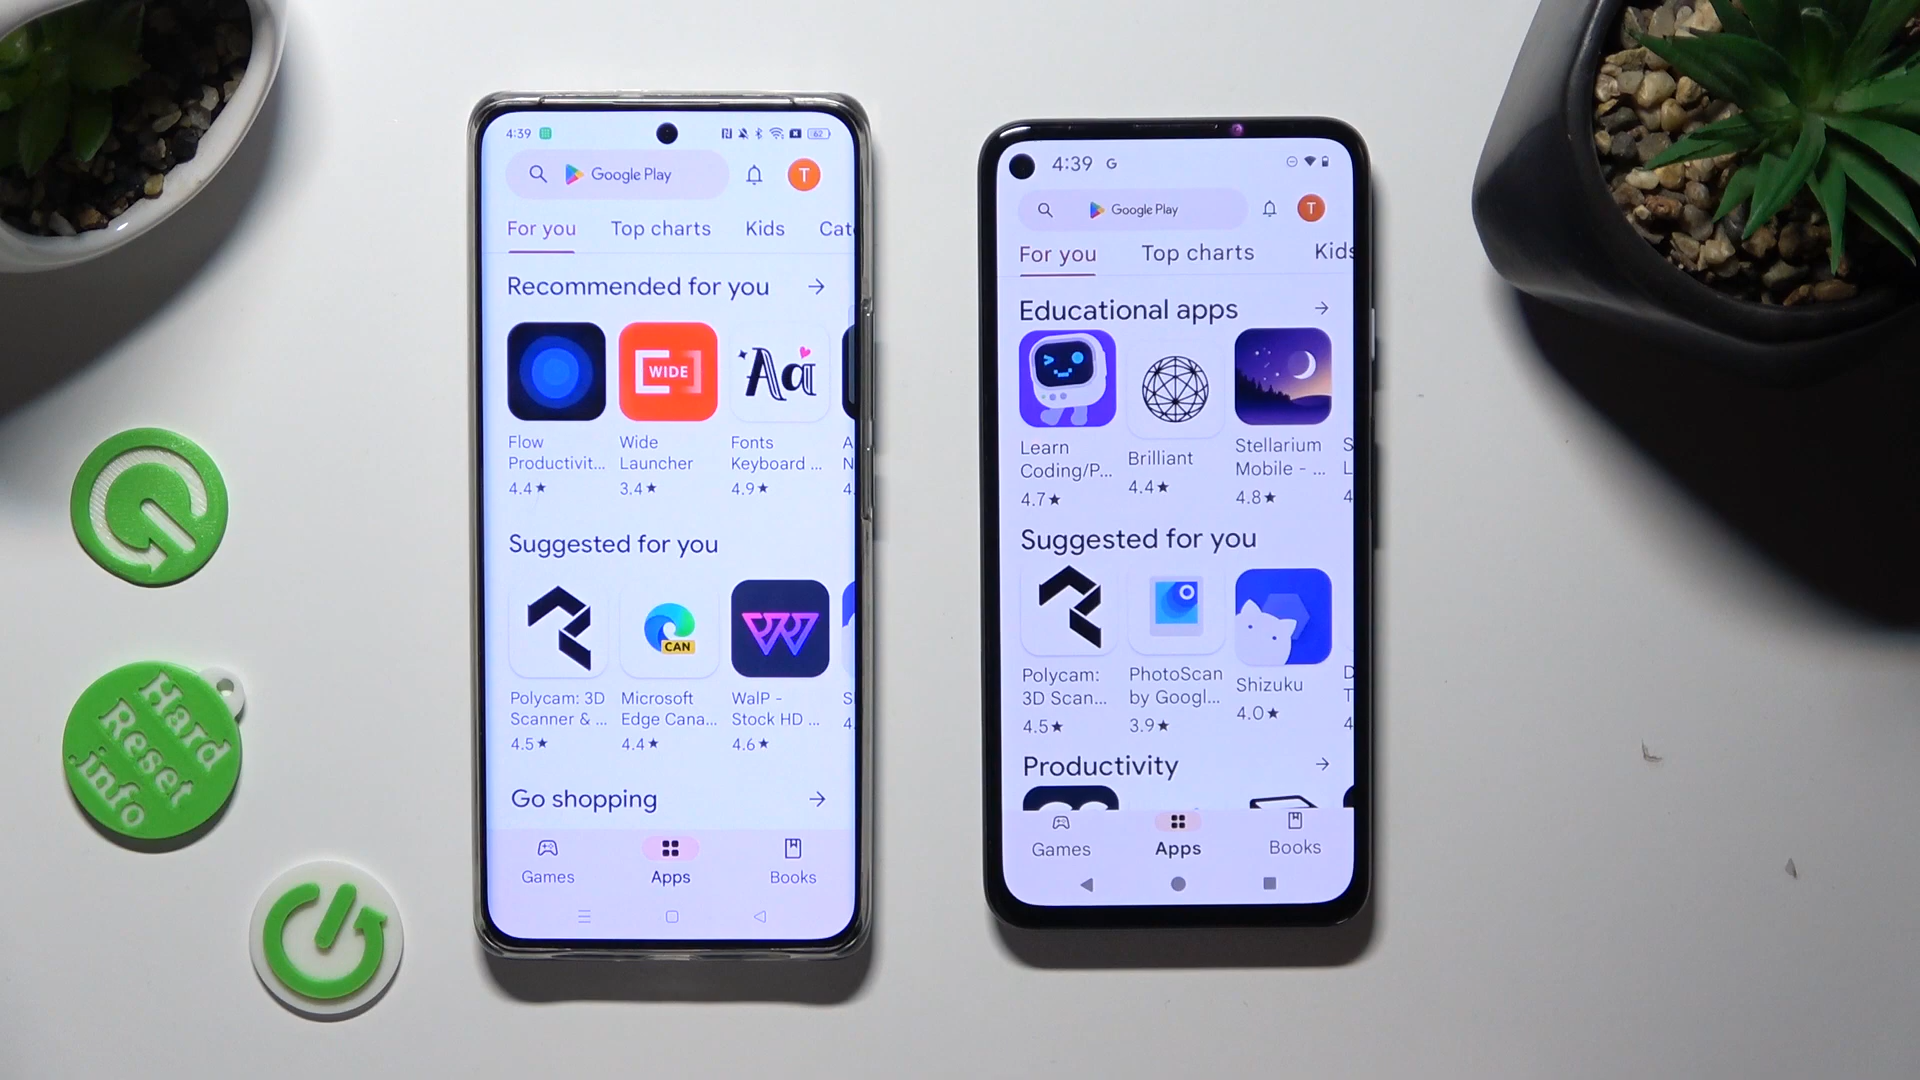 4:39
62
Google Play
T
For you
Top charts
Kids
Recommended for you
WIDE
Aa
Flow
Productivit...
4.4★
Wide
Launcher
3.4★
Fonts
Keyboard ...
4.9★
Suggested for you
CAN
Polycam: 3D
Scanner & ...
4.5★
Microsoft
Edge Cana...
4.4★
WalP -
Stock HD ...
4.6★
Go shopping
Games
Apps
Books
4:39
G
Google Play
T
For you
Top charts
Kids
Educational apps
Learn
Coding/P...
4.7★
Brilliant
4.4★
Stellarium
Mobile - ...
4.8★
Suggested for you
Polycam:
3D Scan...
4.5★
PhotoScan
by Googl...
3.9★
Shizuku
4.0★
Productivity
Games
Apps
Books
Hard
Reset
.info